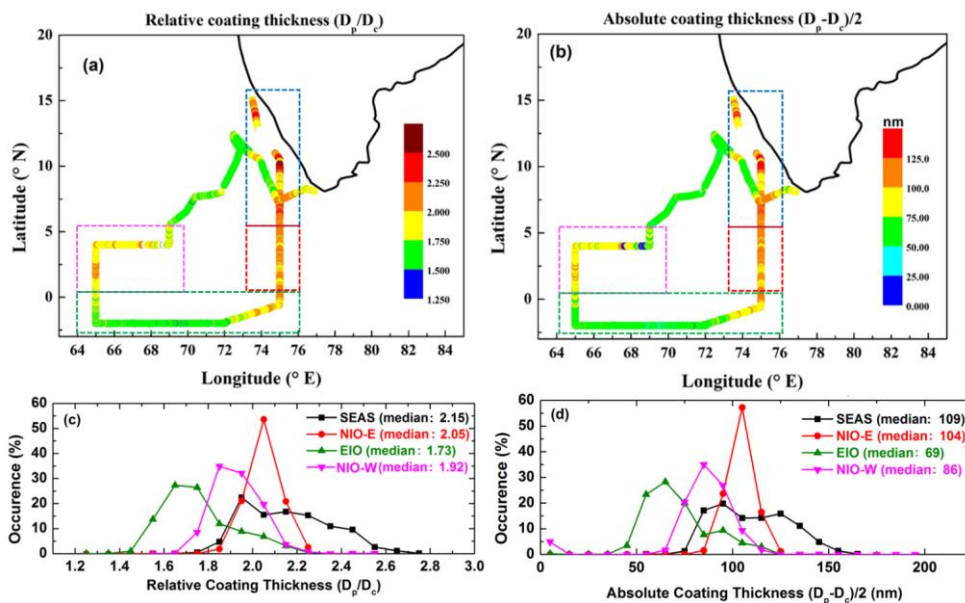 Relative coating thickness (Dp/Dc)
(a)
20
15
10
5
0
Latitude (° N)
64 66 68 70 72 74 76 78 80 82 84
Longitude (° E)
2.500
2.250
2.000
1.750
1.500
1.250
Absolute coating thickness (Dp-Dc)/2
(b)
20
15
10
5
0
Latitude (° N)
64 66 68 70 72 74 76 78 80 82 84
Longitude (° E)
nm
125.0
100.0
75.00
50.00
25.00
0.000
(c)
60
50
40
30
20
10
0
Occurrence (%)
SEAS (median: 2.15)
NIO-E (median: 2.05)
EIO (median: 1.73)
NIO-W (median: 1.92)
1.2 1.4 1.6 1.8 2.0 2.2 2.4 2.6 2.8 3.0
Relative Coating Thickness (Dp/Dc)
(d)
60
50
40
30
20
10
0
Occurrence (%)
SEAS (median: 109)
NIO-E (median: 104)
EIO (median: 69)
NIO-W (median: 86)
0 50 100 150 200
Absolute Coating Thickness (Dp-Dc)/2 (nm)